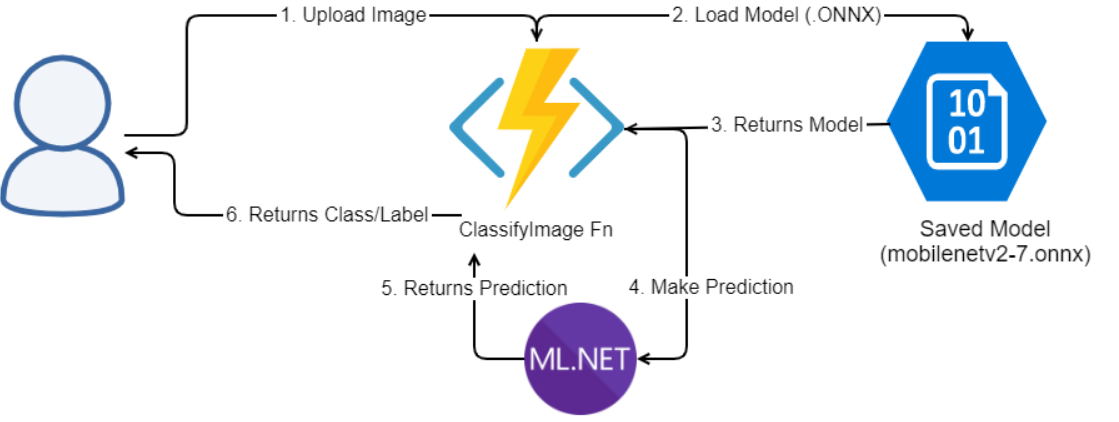 1. Upload Image
2. Load Model (.ONNX)
10
01
3. Returns Model
6. Returns Class/Label
ClassifyImage Fn
Saved Model
(mobilenetv2-7.onnx)
5. Returns Prediction
4. Make Prediction
ML.NET